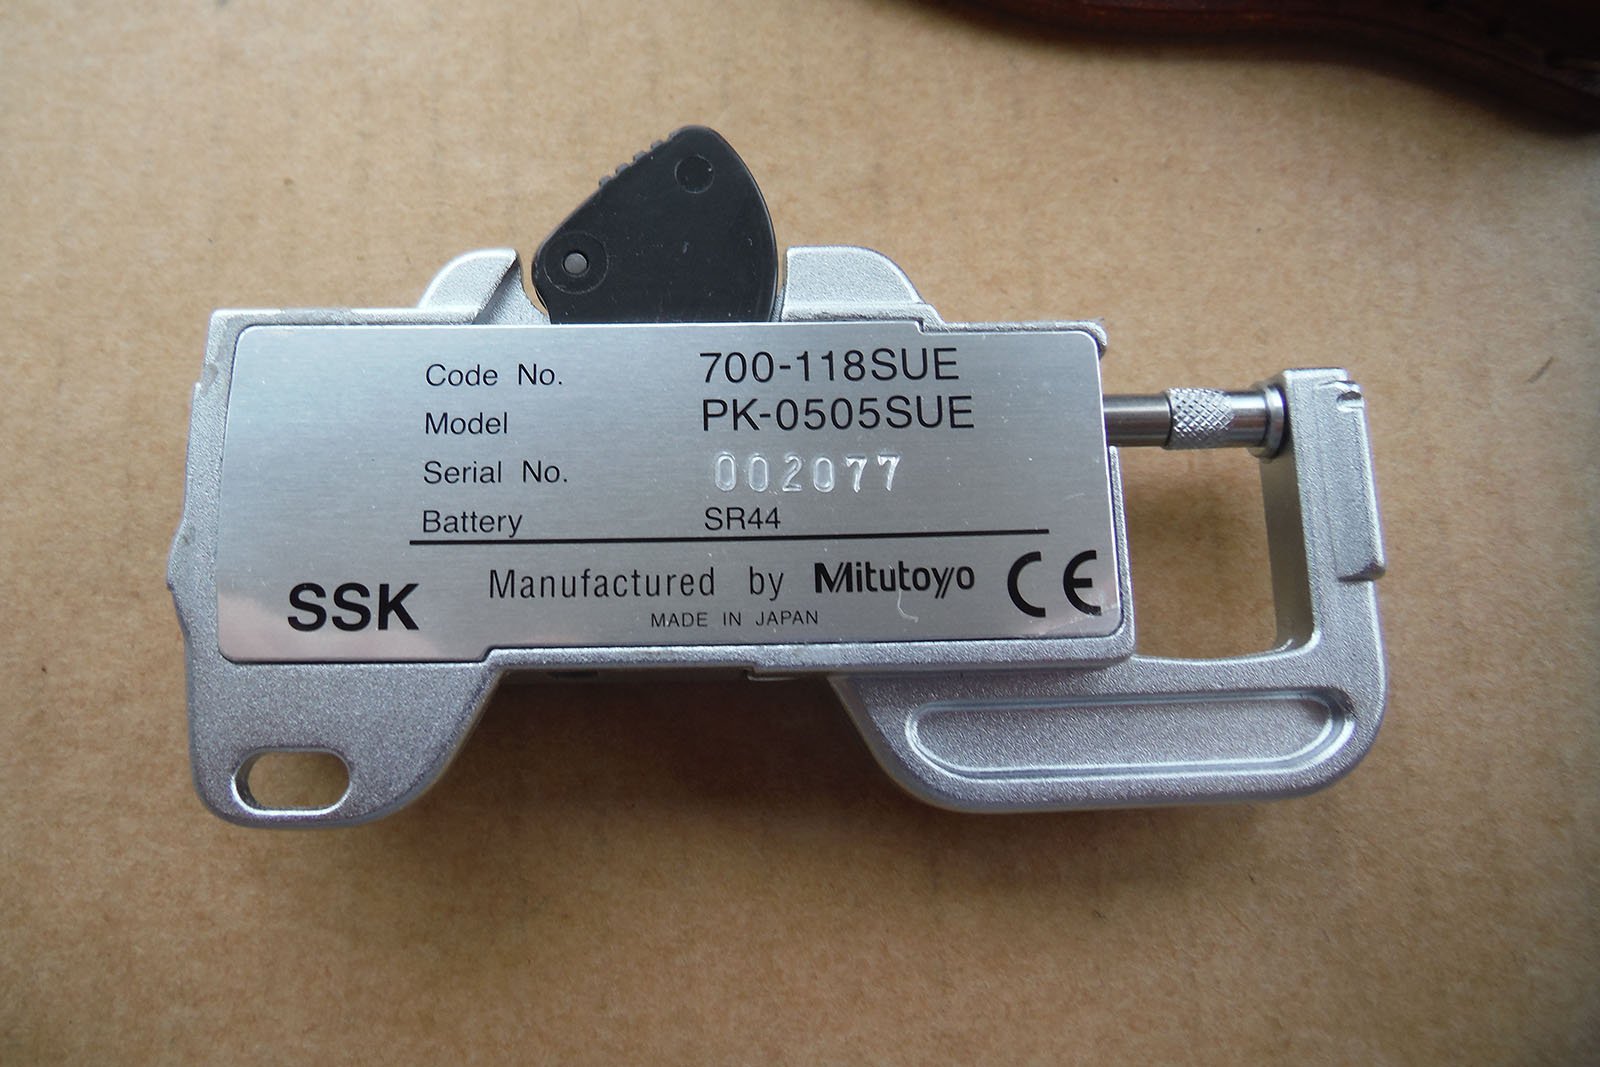 Code No. 700-118SUE
Model PK-0505SUE
Serial No. 002077
Battery SR44
SSK Manufactured by Mitutoyo CE
MADE IN JAPAN